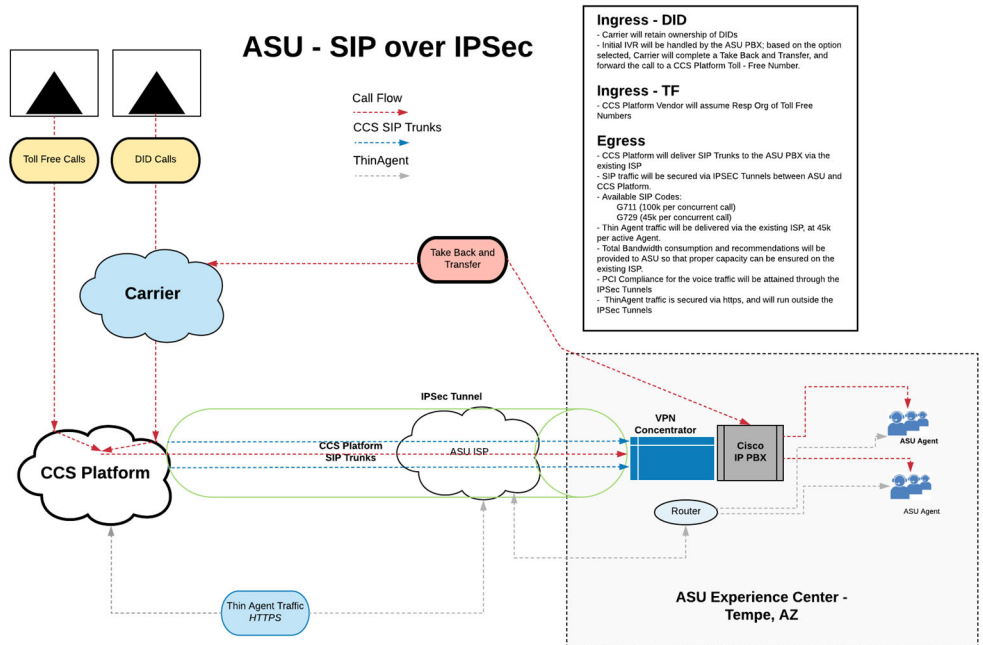 ASU - SIP over IPSec
Call Flow
CCS SIP Trunks
ThinAgent
Toll Free Calls
DID Calls
Ingress - DID
- Carrier will retain ownership of DIDs
- Initial IVR will be handled by the ASU PBX; based on the option
selected, Carrier will complete a Take Back and Transfer, and
forward the call to a CCS Platform Toll - Free Number.
Ingress - TF
- CCS Platform Vendor will assume Resp Org of Toll Free
Numbers
Egress
- CCS Platform will deliver SIP Trunks to the ASU PBX via the
existing ISP
- SIP traffic will be secured via IPSEC Tunnels between ASU and
CCS Platform.
- Available SIP Codes:
G711 (100k per concurrent call)
G729 (45k per concurrent call)
- Thin Agent traffic will be delivered via the existing ISP, at 45k
per active Agent.
- Total Bandwidth consumption and recommendations will be
provided to ASU so that proper capacity can be ensured on the
existing ISP.
- PCI Compliance for the voice traffic will be attained through the
IPSec Tunnels
- ThinAgent traffic is secured via https, and will run outside the
IPSec Tunnels
Take Back and
Transfer
Carrier
IPSec Tunnel
CCS Platform
CCS Platform
SIP Trunks
ASU ISP
VPN
Concentrator
Cisco
IP PBX
ASU Agent
ASU Agent
Router
Thin Agent Traffic
HTTPS
ASU Experience Center -
Tempe, AZ